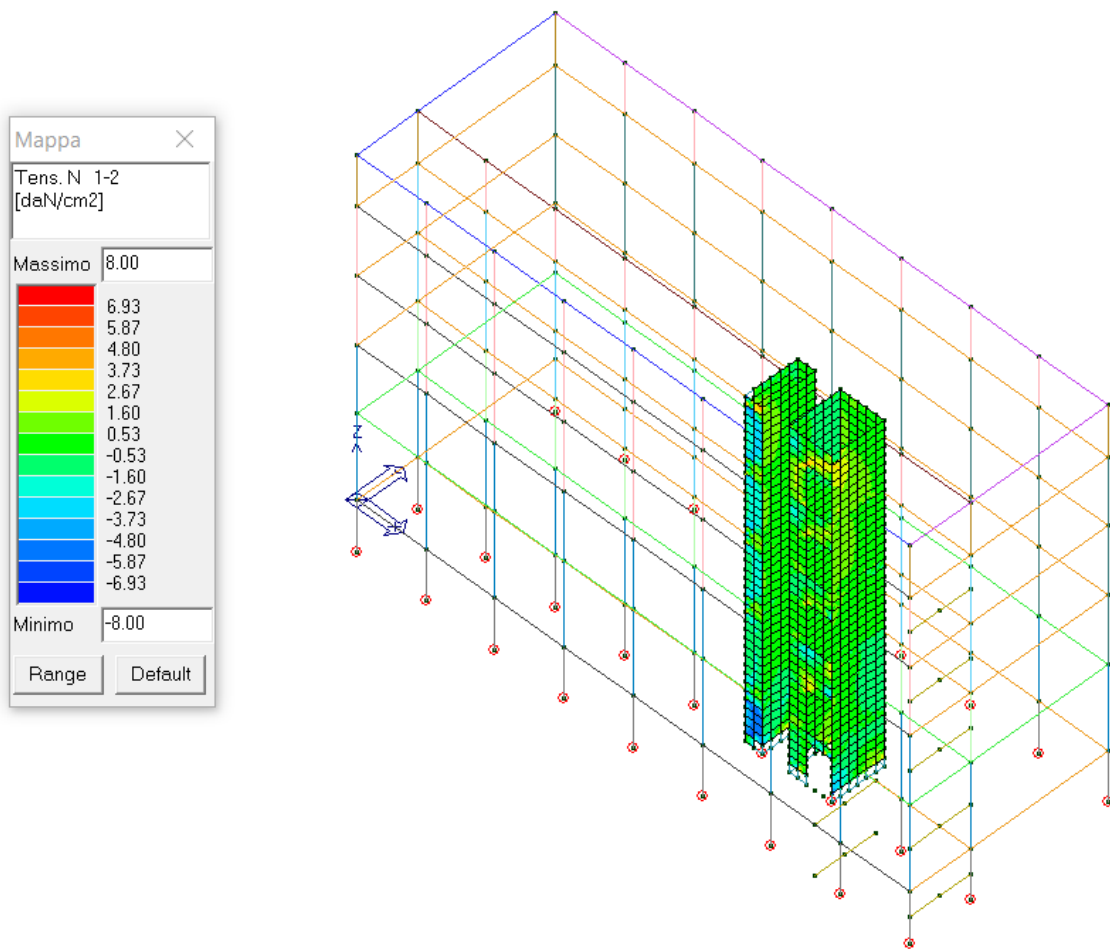 Mappa
Tens. N 1-2
[daN/cm2]
Massimo 8.00
6.93
5.87
4.80
3.73
2.67
1.60
0.53
-0.53
-1.60
-2.67
-3.73
-4.80
-5.87
-6.93
Minimo -8.00
Range Default
Z